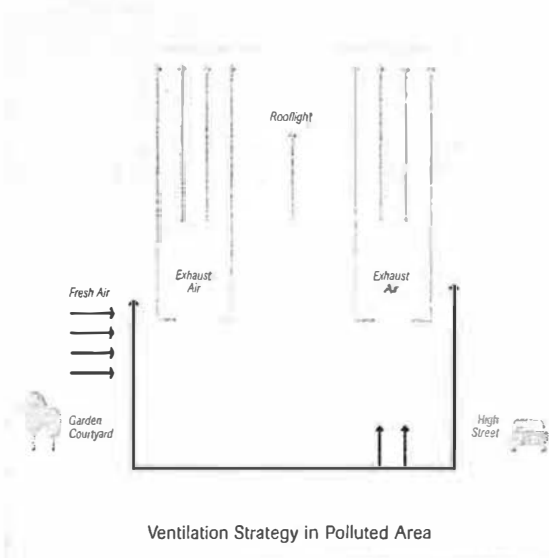 Rooflight
Exhaust
Air
Exhaust
Air
Fresh Air
Garden
Courtyard
High
Street
Ventilation Strategy in Polluted Area